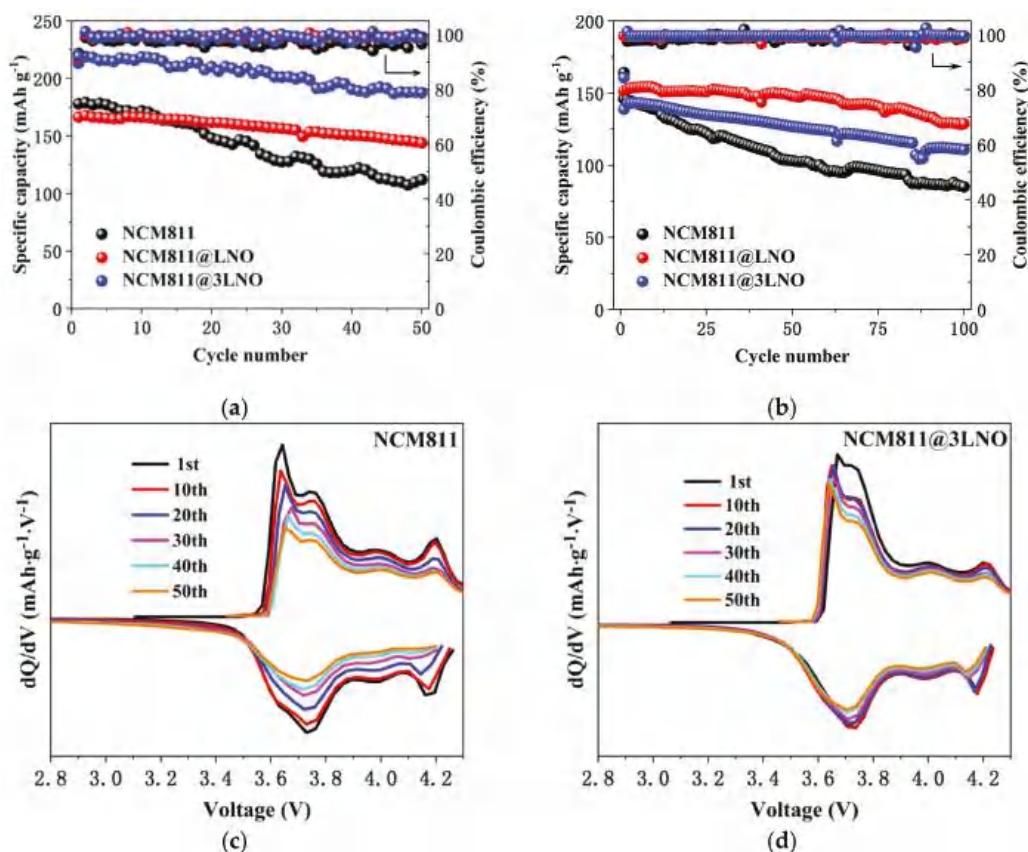 250
200
150
100
50
0
Specific capacity (mAh g⁻¹)
100
80
60
40
20
0
Coulombic efficiency (%)
NCM811
NCM811@LNO
NCM811@3LNO
0 10 20 30 40 50
Cycle number
(a)
200
150
100
50
0
Specific capacity (mAh g⁻¹)
100
80
60
40
20
0
Coulombic efficiency (%)
NCM811
NCM811@LNO
NCM811@3LNO
0 25 50 75 100
Cycle number
(b)
NCM811
1st
10th
20th
30th
40th
50th
dQ/dV (mAh·g⁻¹·V⁻¹)
2.8 3.0 3.2 3.4 3.6 3.8 4.0 4.2
Voltage (V)
(c)
NCM811@3LNO
1st
10th
20th
30th
40th
50th
dQ/dV (mAh·g⁻¹·V⁻¹)
2.8 3.0 3.2 3.4 3.6 3.8 4.0 4.2
Voltage (V)
(d)